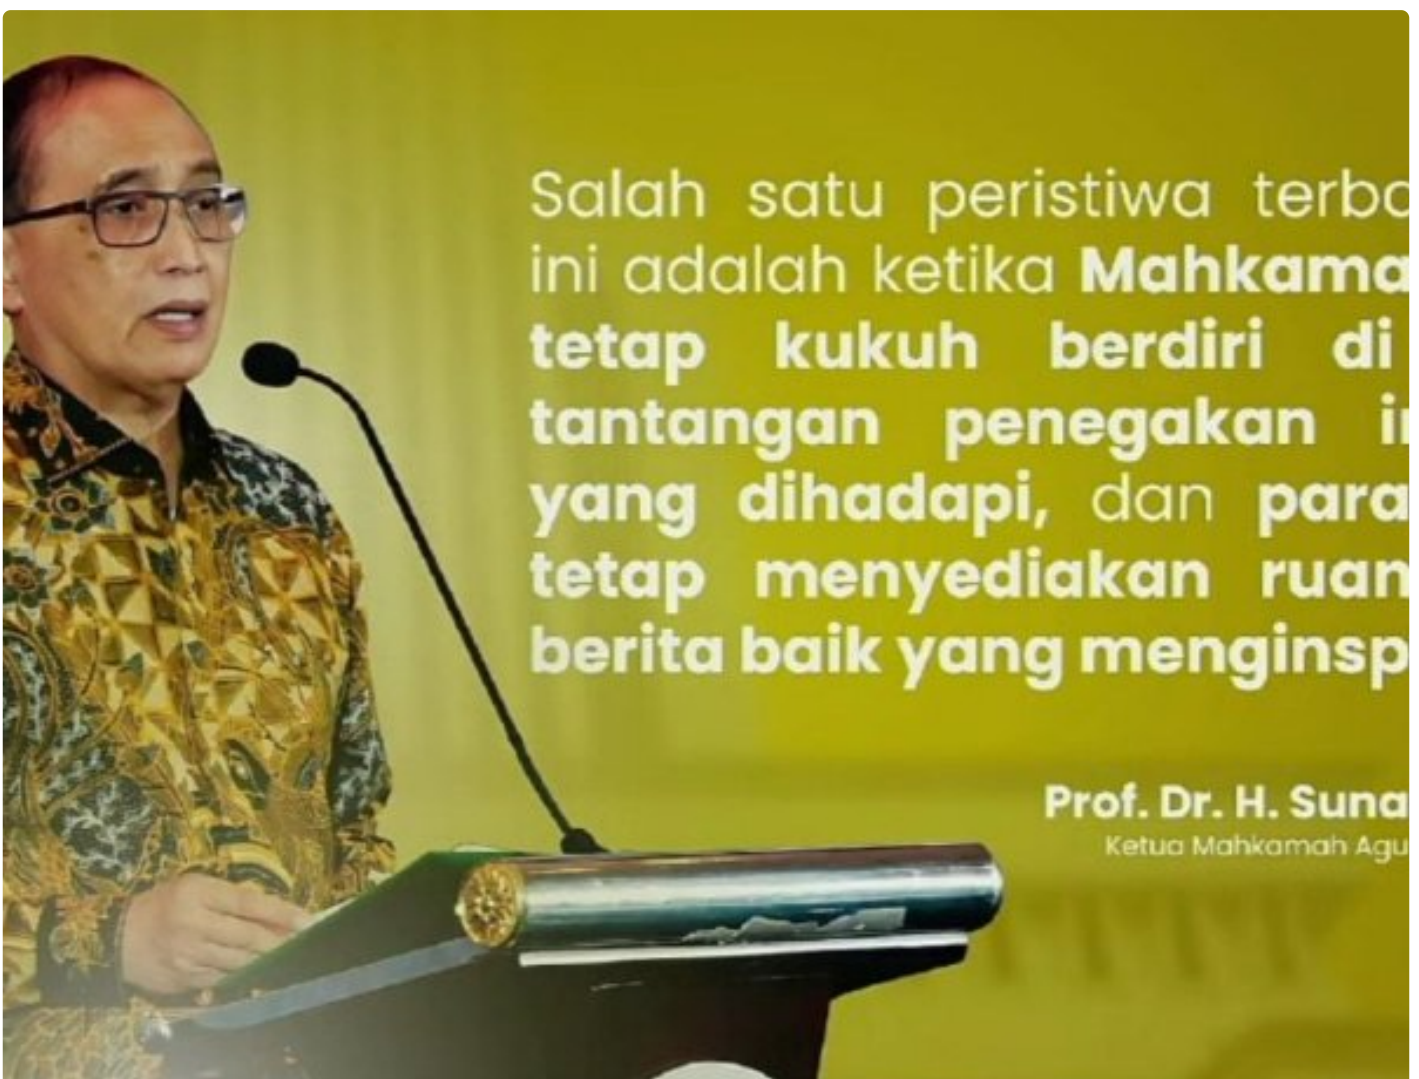 Salah satu peristiwa terba
ini adalah ketika Mahkama
tetap kukuh berdiri di
tantangan penegakan i
yang dihadapi, dan para
tetap menyediakan ruan
berita baik yang menginsp
Prof. Dr. H. Suna
Ketua Mahkamah Agu